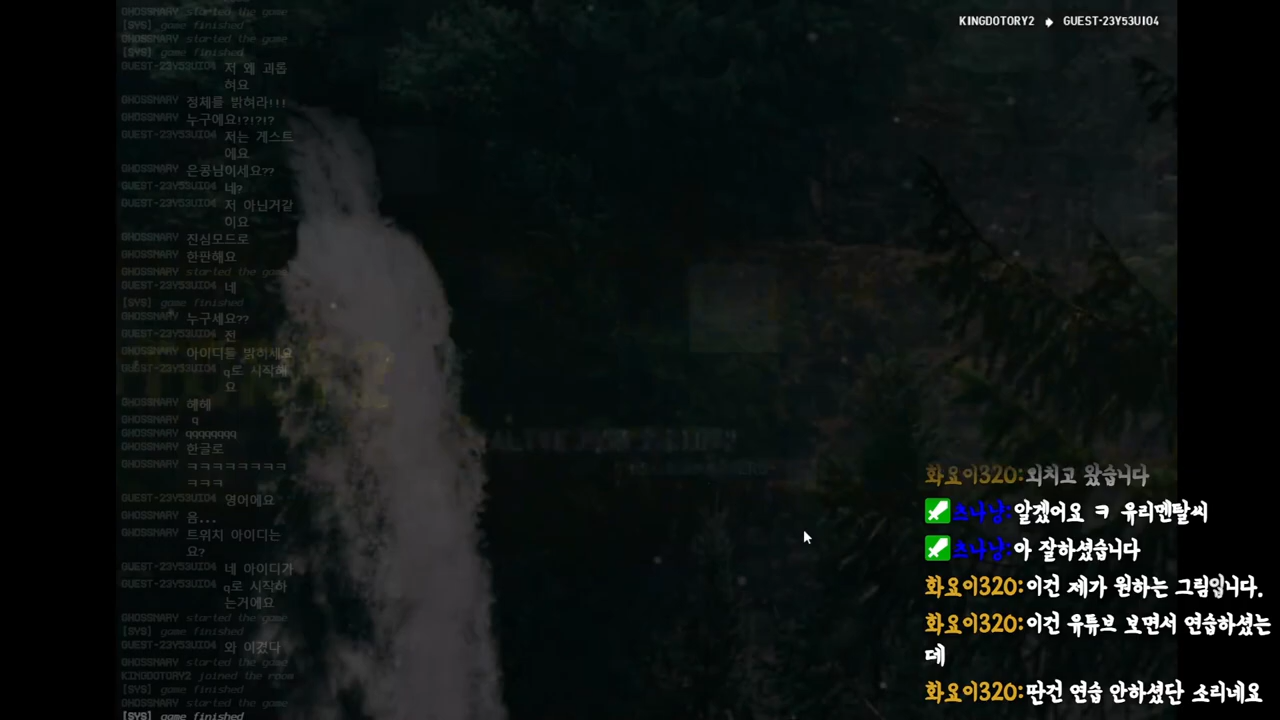 GHOSSMARY started the game
[SYS] game finished
GHOSSMARY started the game
[SYS] game finished
GUEST-23Y53UI04 저 왜 괴롭
혀요
GHOSSMARY 정체를 밝혀라!!!
GHOSSMARY 누구에요!?!?!?
GUEST-23Y53UI04 저는 게스트
에요
GHOSSMARY 은콩님이세요??
GUEST-23Y53UI04 네?
GUEST-23Y53UI04 저 아닌거같
이요
GHOSSMARY 진심모드로
GHOSSMARY 한판해요
GHOSSMARY started the game
GUEST-23Y53UI04 네
[SYS] game finished
GHOSSMARY 누구세요??
GUEST-23Y53UI04 전
GHOSSMARY 아이디를 밝히세요
GUEST-23Y53UI04 q로 시작해
요
GHOSSMARY 헤헤
GHOSSMARY q
GHOSSMARY qqqqqqqq
GHOSSMARY 한글로
GHOSSMARY ㅋㅋㅋㅋㅋㅋㅋㅋ
ㅋㅋㅋ
GUEST-23Y53UI04 영어에요
GHOSSMARY 음...
GHOSSMARY 트위치 아이디는
요?
GUEST-23Y53UI04 네 아이디가
GUEST-23Y53UI04 q로 시작하
는거에요
GHOSSMARY started the game
[SYS] game finished
GUEST-23Y53UI04 와 이겼다
GHOSSMARY started the game
KINGDOTORY2 joined the room
[SYS] game finished
GHOSSMARY started the game
[SYS] game finished
KINGDOTORY2 ◆ GUEST-23Y53UI04
화요이320: 외치고 왔습니다
츠나냥: 알겠어요 ㅋ 유리멘탈씨
츠나냥: 아 잘하셨습니다
화요이320: 이건 제가 원하는 그림입니다.
화요이320: 이건 유튜브 보면서 연습하셨는
데
화요이320: 딴건 연습 안하셨단 소리네요